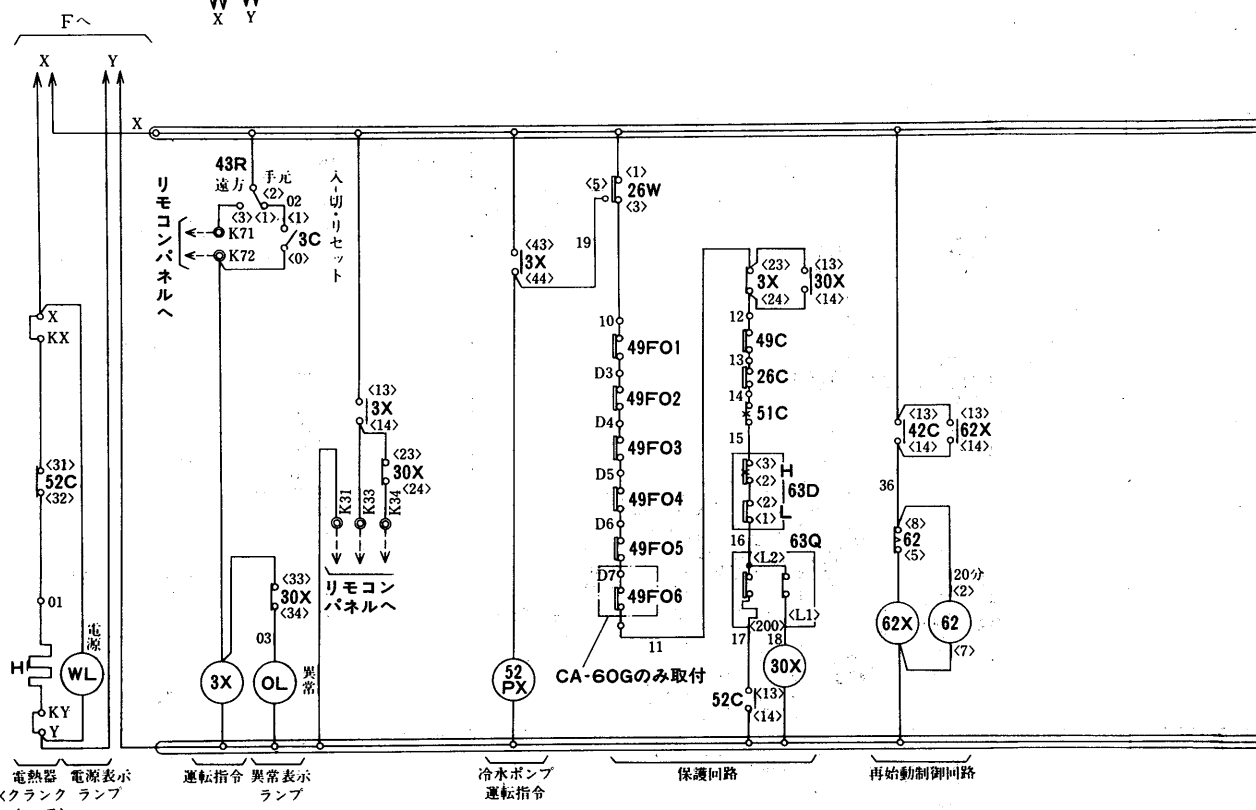 X Y
Fへ
X Y
X
43R
遠方 手元
<2> 02
<3> <1> <1>
K71
K72
3C
<0>
リモコンパネルへ
入-切・リセット
<5>
<1>
26W
<3>
19
<43>
3X
<44>
<23>
3X
<24>
<13>
30X
<14>
X
KX
10
49F01
D3
49F02
D4
49F03
D5
49F04
D6
49F05
D7
49F06
11
CA-60Gのみ取付
12
49C
13
26C
14
51C
15
<3> H
<2>
63D
<2>
L
<1>
16
63Q
<L2>
<L1>
<200>
17 18
30X
52C
K13>
<14>
<13>
3X
<14>
<23>
30X
<24>
K31
K33
K34
リモコン
パネルへ
<31>
52C
<32>
01
H
電源
WL
KY
Y
<33>
30X
<34>
03
3X
OL
異常
52
PX
<13>
42C
<14>
<13>
62X
<14>
36
<8>
62
<5>
20分
<2>
62X
62
<7>
電熱器 電源表示
<クランク ランプ
運転指令 異常表示
ランプ
冷水ポンプ
運転指令
保護回路
再始動制御回路